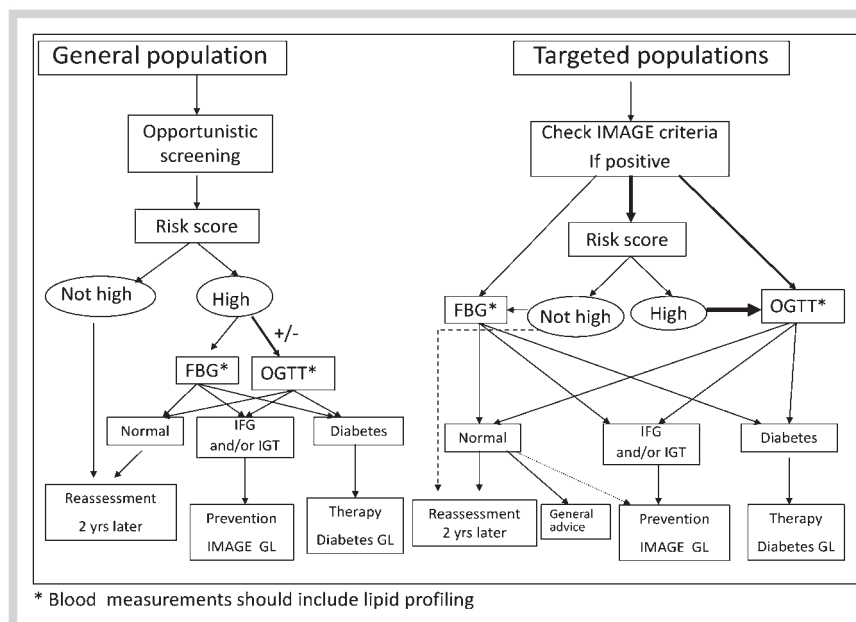 General population
Opportunistic
screening
Risk score
Not high
High
+/-
FBG*
OGTT*
Normal
IFG
and/or IGT
Diabetes
Reassessment
2 yrs later
Prevention
IMAGE GL
Therapy
Diabetes GL
Targeted populations
Check IMAGE criteria
If positive
Risk score
FBG*
Not high
High
OGTT*
Normal
IFG
and/or IGT
Diabetes
Reassessment
2 yrs later
General
advice
Prevention
IMAGE GL
Therapy
Diabetes GL
* Blood measurements should include lipid profiling